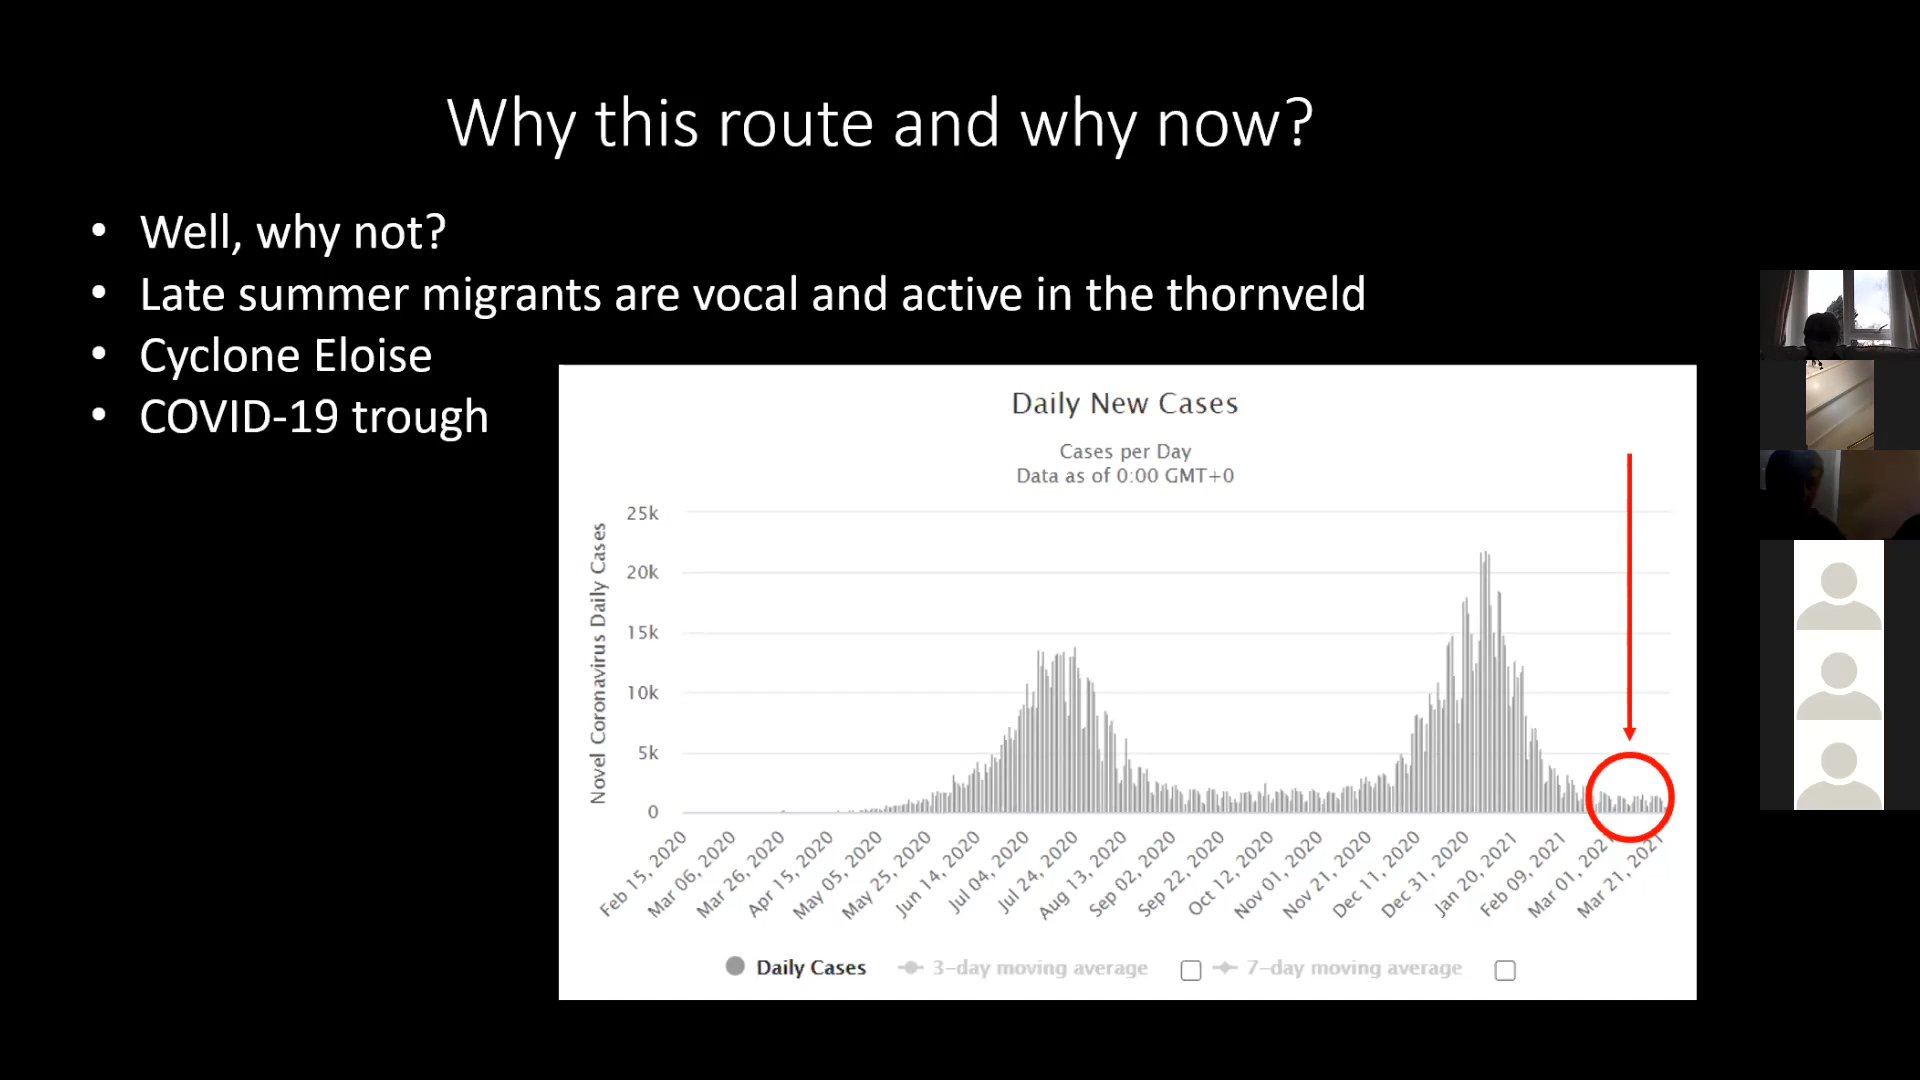 Why this route and why now?
• Well, why not?
• Late summer migrants are vocal and active in the thornveld
• Cyclone Eloise
• COVID-19 trough
Daily New Cases
Cases per Day
Data as of 0:00 GMT+0
Novel Coronavirus Daily Cases
25k
20k
15k
10k
5k
0
Feb 15, 2020
Mar 06, 2020
Mar 26, 2020
Apr 15, 2020
May 05, 2020
May 25, 2020
Jun 14, 2020
Jul 04, 2020
Jul 24, 2020
Aug 13, 2020
Sep 02, 2020
Sep 22, 2020
Oct 12, 2020
Nov 01, 2020
Nov 21, 2020
Dec 11, 2020
Dec 31, 2020
Jan 20, 2021
Feb 09, 2021
Mar 01, 2021
Mar 21, 2021
Daily Cases 3-day moving average 7-day moving average